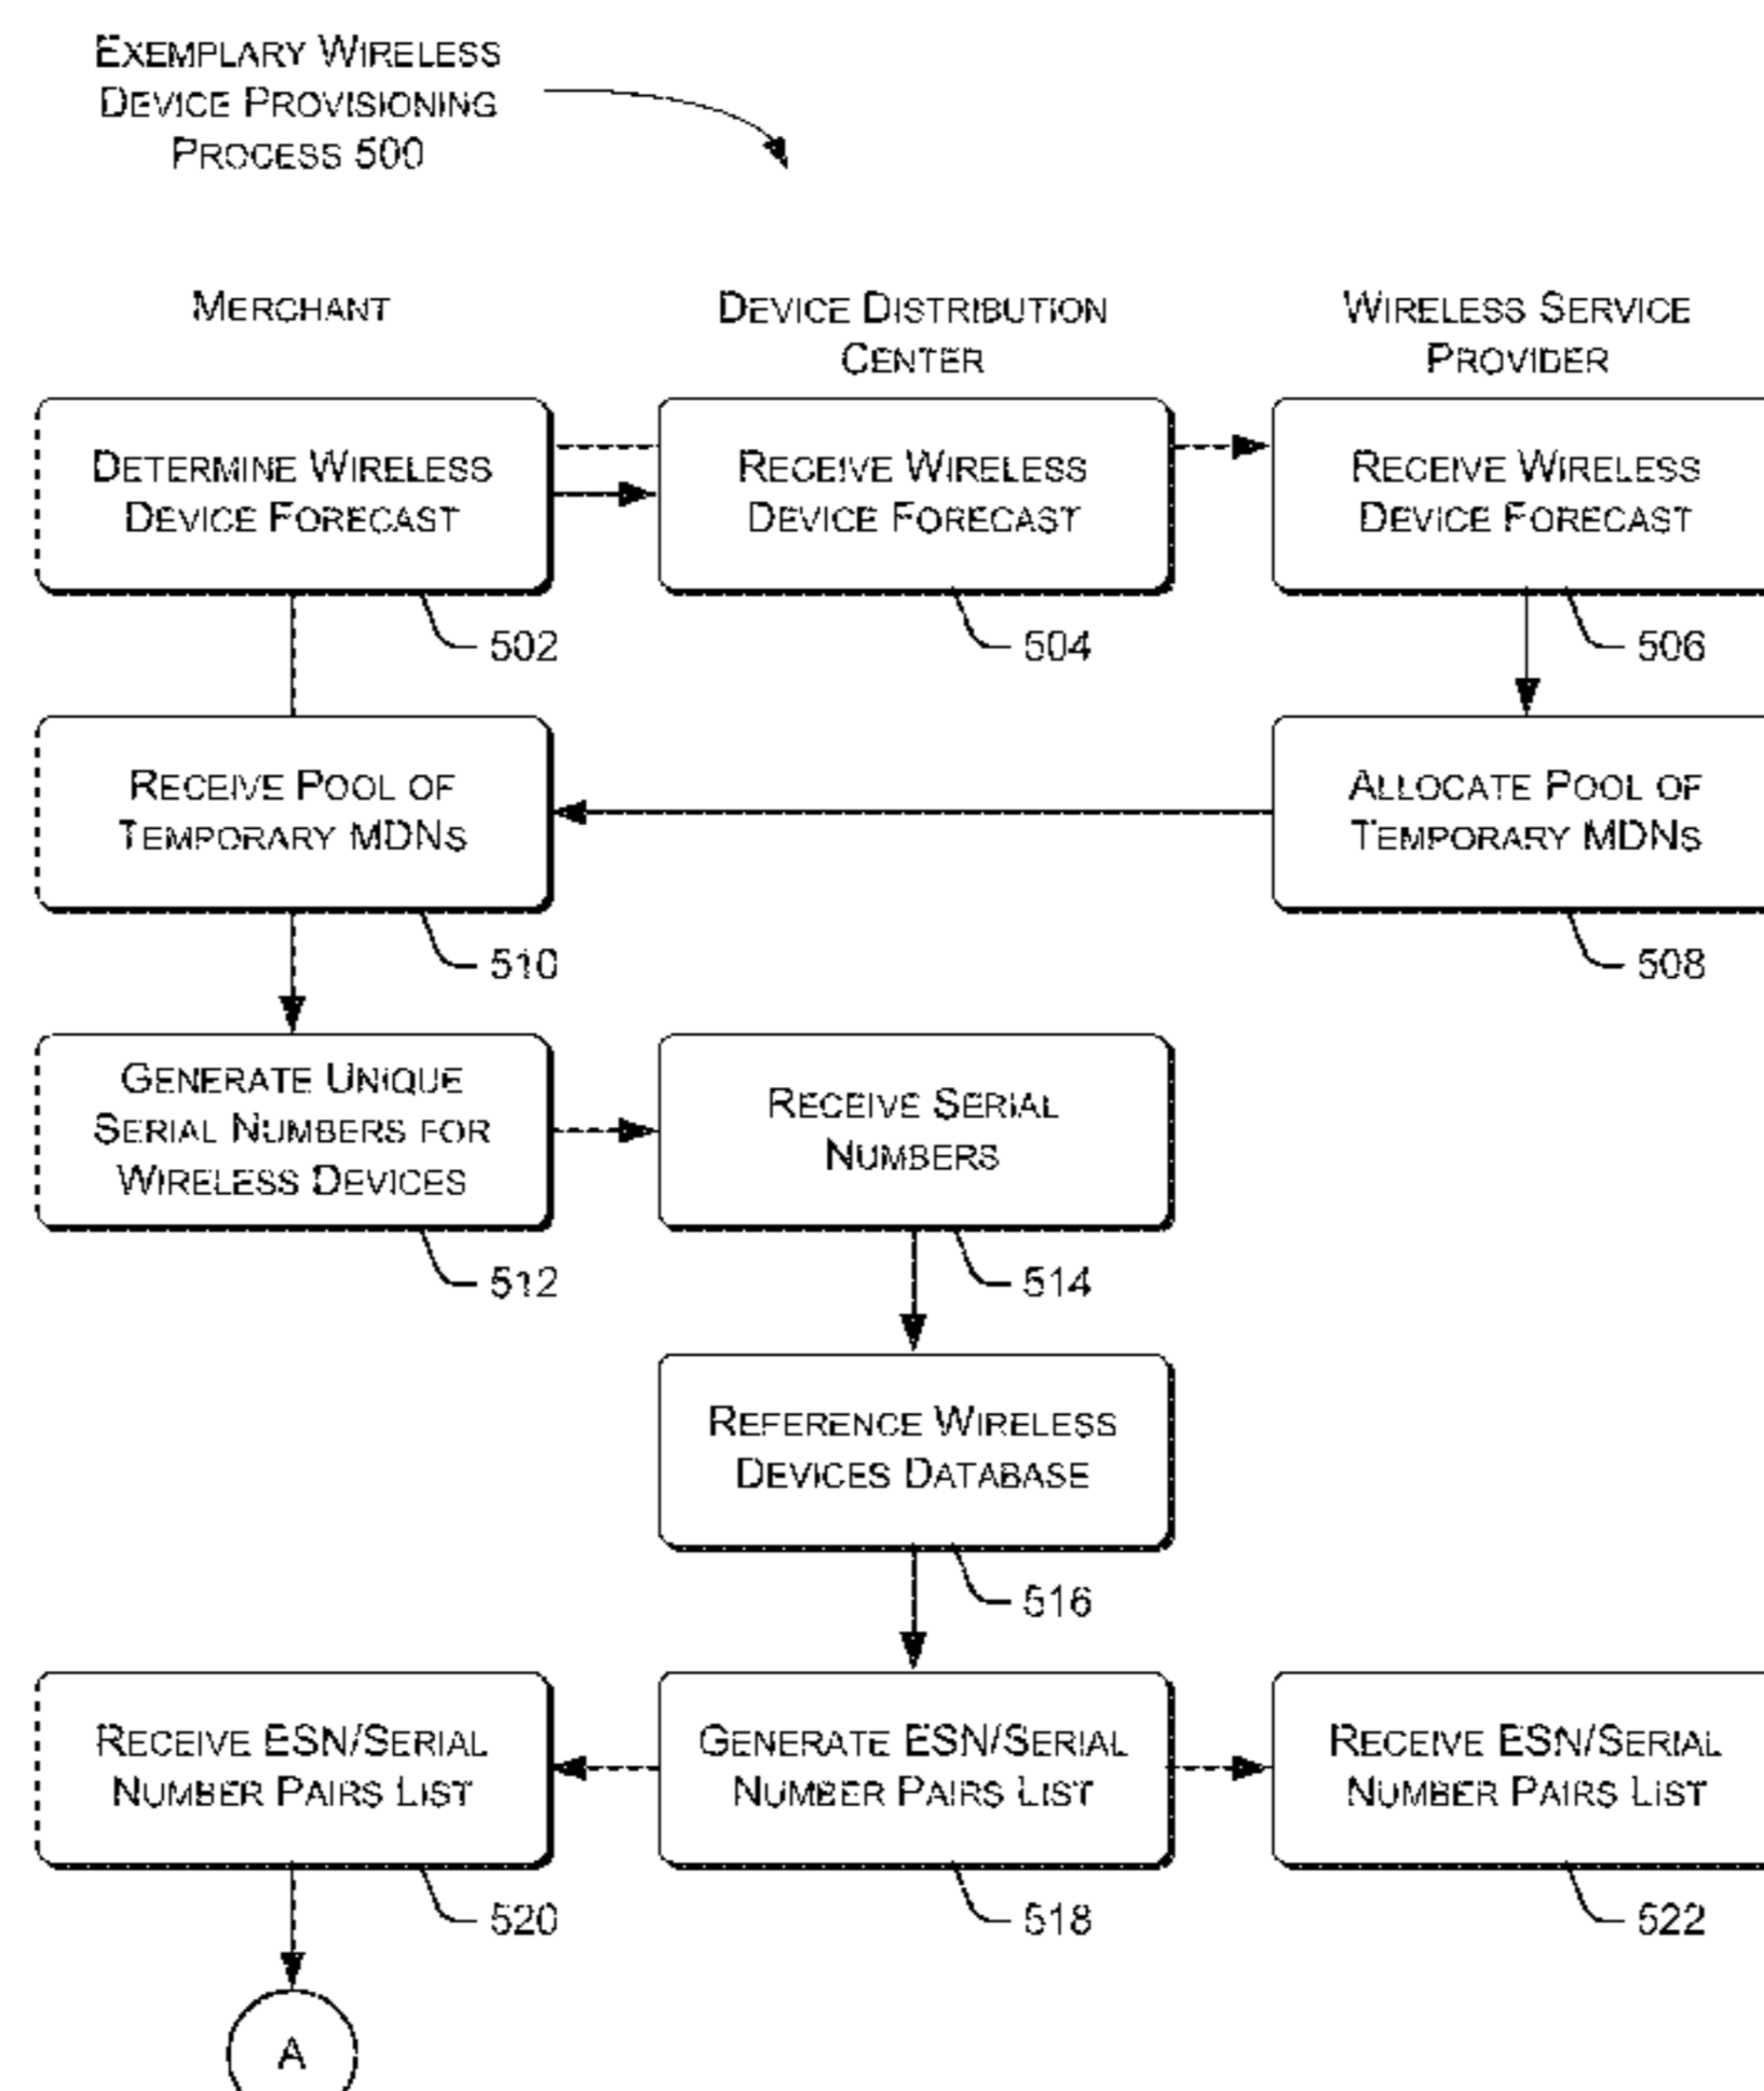 EXEMPLARY WIRELESS
DEVICE PROVISIONING
PROCESS 500
MERCHANT
DEVICE DISTRIBUTION
CENTER
WIRELESS SERVICE
PROVIDER
DETERMINE WIRELESS
DEVICE FORECAST
502
RECEIVE WIRELESS
DEVICE FORECAST
504
RECEIVE WIRELESS
DEVICE FORECAST
506
RECEIVE POOL OF
TEMPORARY MDNS
510
ALLOCATE POOL OF
TEMPORARY MDNS
508
GENERATE UNIQUE
SERIAL NUMBERS FOR
WIRELESS DEVICES
512
RECEIVE SERIAL
NUMBERS
514
REFERENCE WIRELESS
DEVICES DATABASE
516
RECEIVE ESN/SERIAL
NUMBER PAIRS LIST
520
GENERATE ESN/SERIAL
NUMBER PAIRS LIST
518
RECEIVE ESN/SERIAL
NUMBER PAIRS LIST
522
A